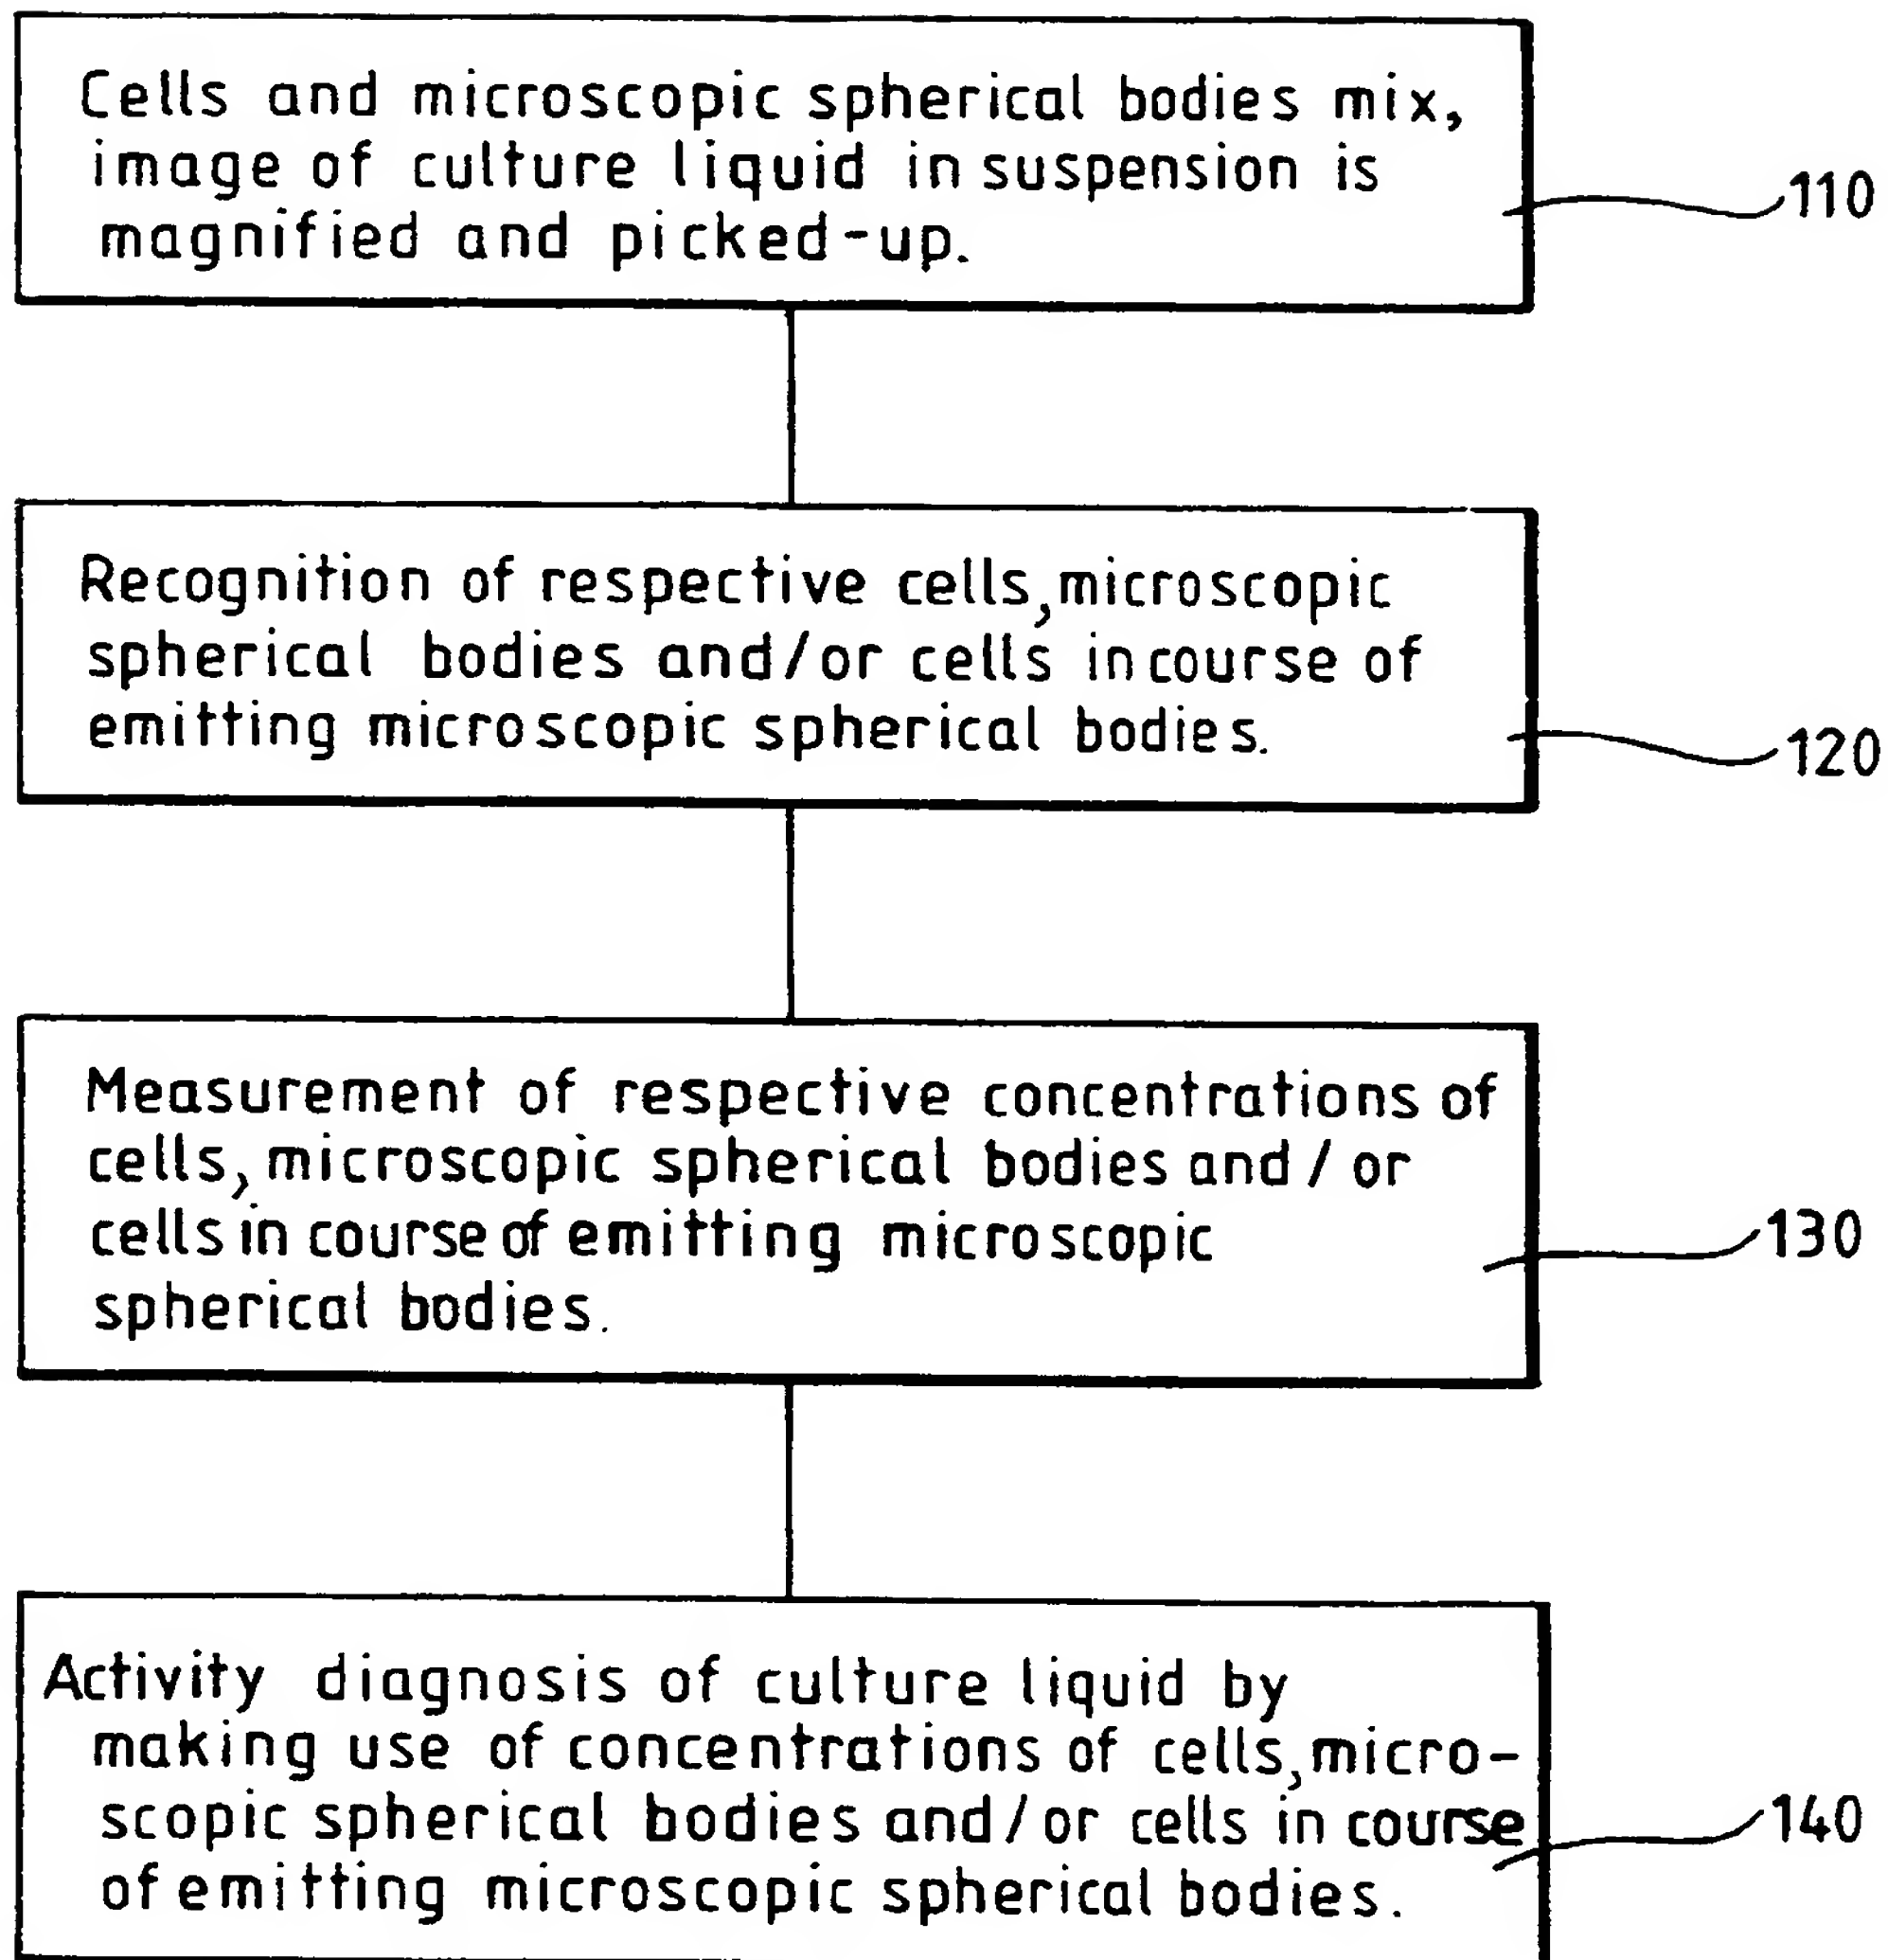 Cells and microscopic spherical bodies mix,
image of culture liquid in suspension is
magnified and picked-up.
110
Recognition of respective cells, microscopic
spherical bodies and/or cells in course of
emitting microscopic spherical bodies.
120
Measurement of respective concentrations of
cells, microscopic spherical bodies and/or
cells in course of emitting microscopic
spherical bodies.
130
Activity diagnosis of culture liquid by
making use of concentrations of cells, micro-
scopic spherical bodies and/or cells in course
of emitting microscopic spherical bodies.
140